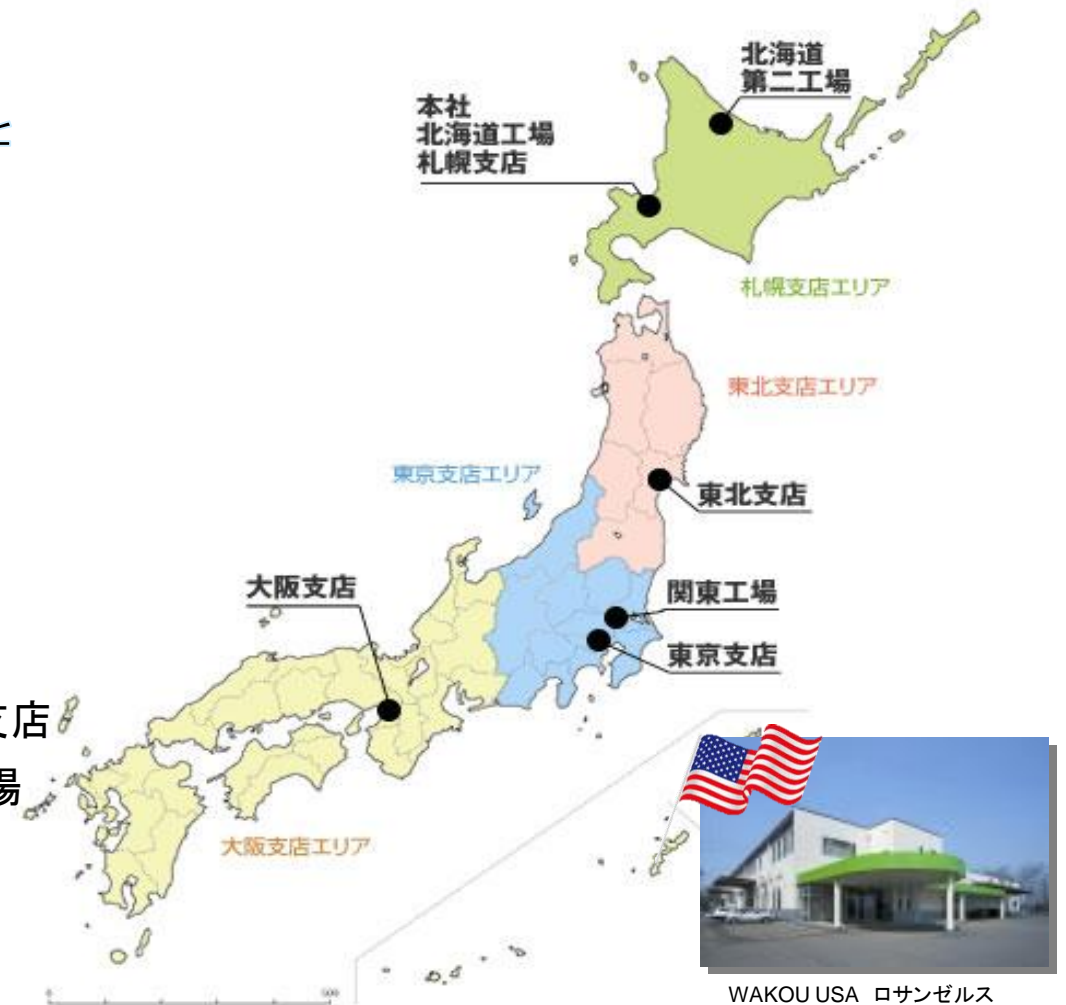 北海道
第二工場
本社
北海道工場
札幌支店
札幌支店エリア
東北支店エリア
東京支店エリア
東北支店
大阪支店
関東工場
東京支店
支店
場
大阪支店エリア
0
500
WAKOU USA ロサンゼルス